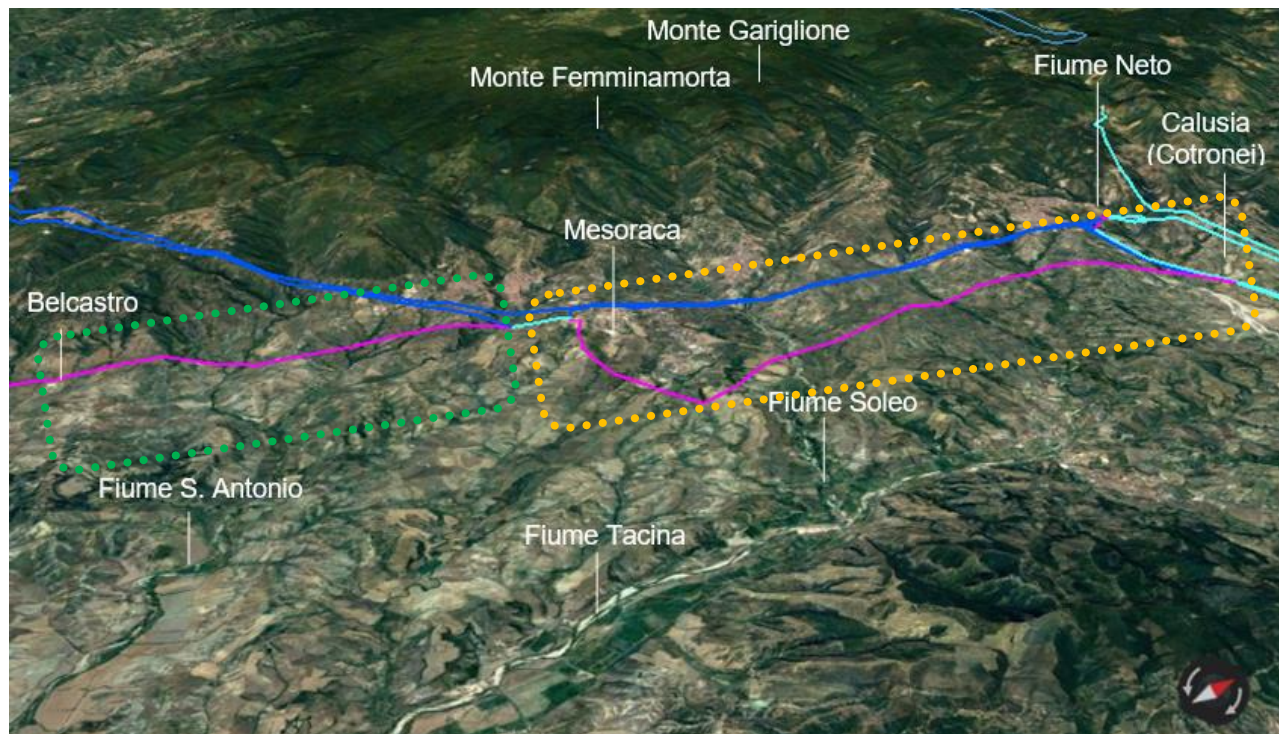 Monte Gariglione
Monte Femminamorta
Fiume Neto
Calusia
(Cotronei)
Mesoraca
Belcastro
Fiume Soleo
Fiume S. Antonio
Fiume Tacina